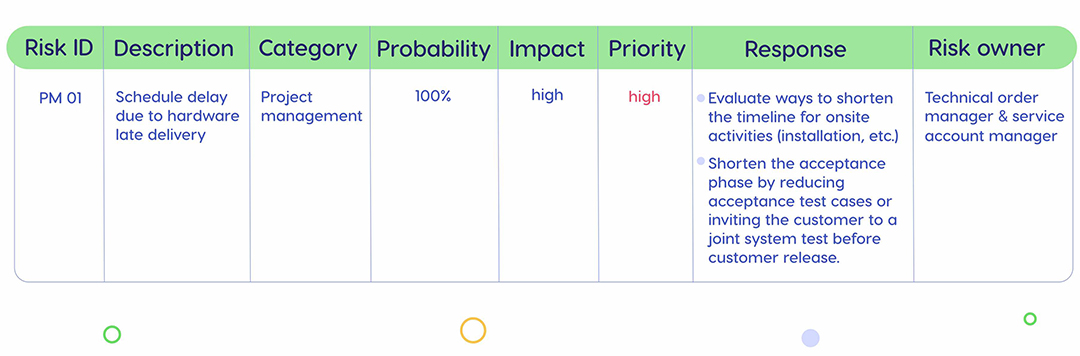 Risk ID
Description
Category
Probability
Impact
Priority
Response
Risk owner
PM 01
Schedule delay
due to hardware
late delivery
Project
management
100%
high
high
Evaluate ways to shorten
the timeline for onsite
activities (installation, etc.)
Shorten the acceptance
phase by reducing
acceptance test cases or
inviting the customer to a
joint system test before
customer release.
Technical order
manager & service
account manager